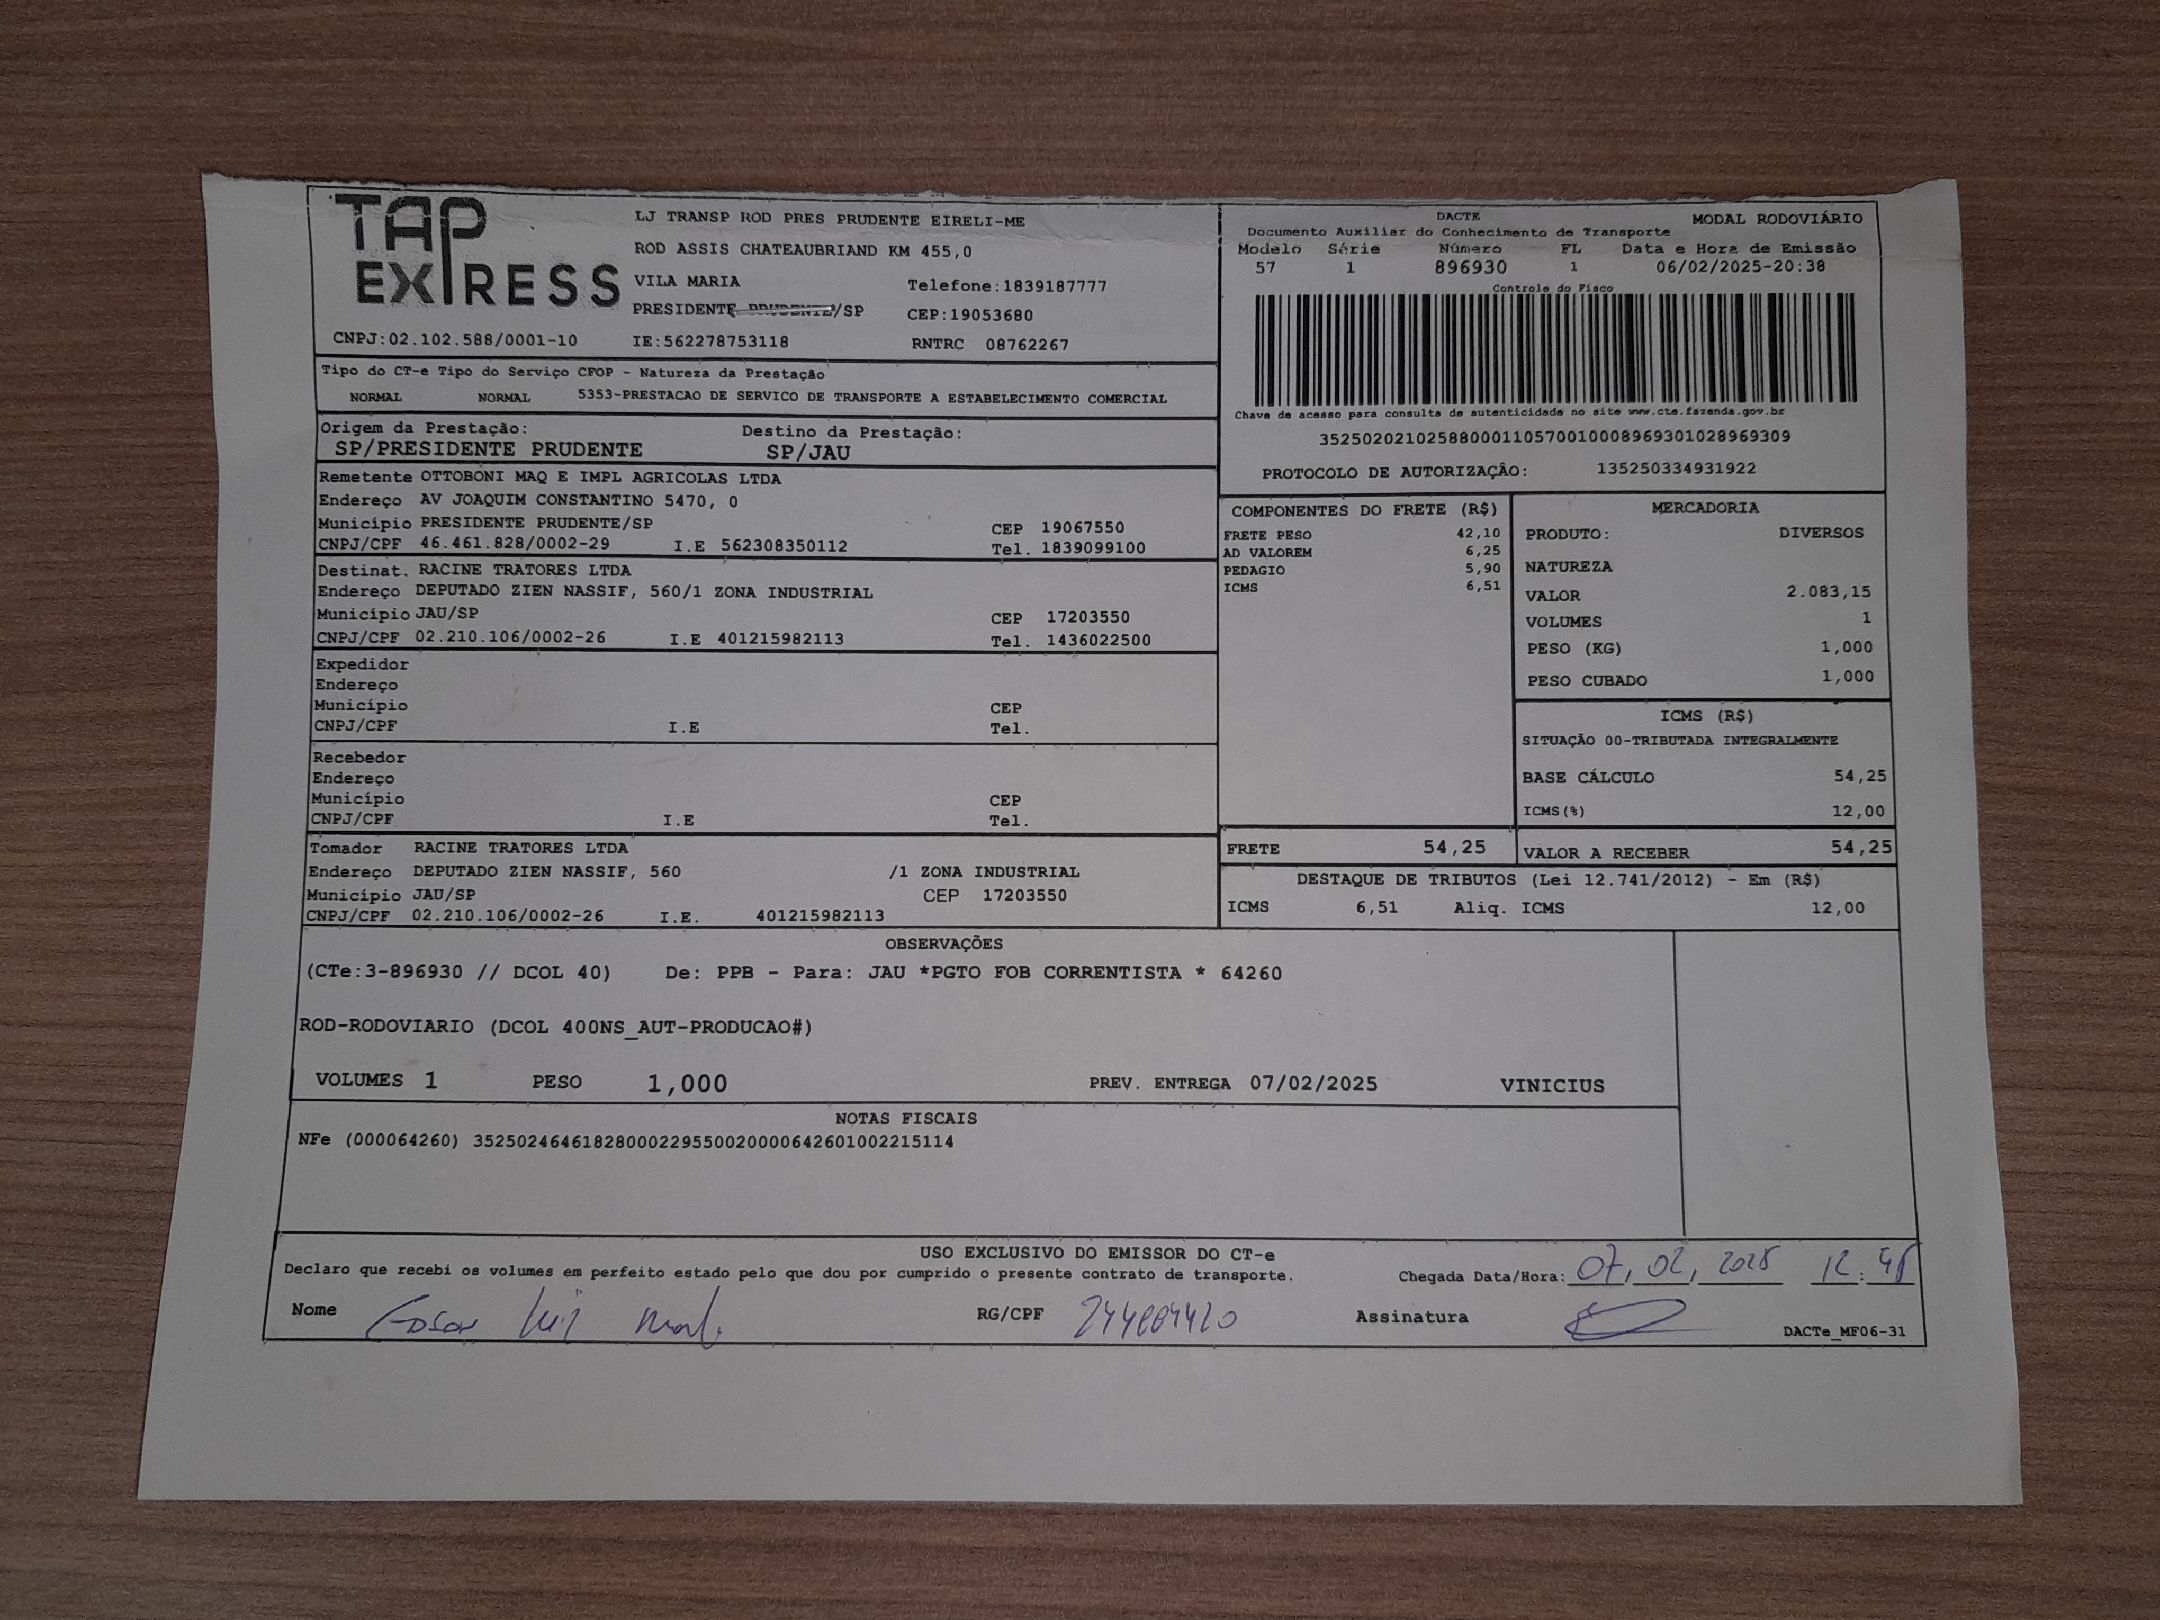 TAP EXPRESS
LJ TRANSP ROD PRES PRUDENTE EIRELI-ME
ROD ASSIS CHATEAUBRIAND KM 455,0
VILA MARIA Telefone:1839187777
PRESIDENTE PRUDENTE/SP CEP:19053680
CNPJ:02.102.588/0001-10 IE:562278753118 RNTRC 08762267
DACTE MODAL RODOVIÁRIO
Documento Auxiliar do Conhecimento de Transporte
Modelo Série Número FL Data e Hora de Emissão
57 1 896930 1 06/02/2025-20:38
Controle do Fisco
Chave de acesso para consulta de autenticidade no site www.cte.fazenda.gov.br
35250202102588000110570010008969301028969309
PROTOCOLO DE AUTORIZAÇÃO: 135250334931922
Tipo do CT-e Tipo do Serviço CFOP - Natureza da Prestação
NORMAL NORMAL 5353-PRESTACAO DE SERVICO DE TRANSPORTE A ESTABELECIMENTO COMERCIAL
Origem da Prestação: Destino da Prestação:
SP/PRESIDENTE PRUDENTE SP/JAU
Remetente OTTOBONI MAQ E IMPL AGRICOLAS LTDA
Endereço AV JOAQUIM CONSTANTINO 5470, 0
Município PRESIDENTE PRUDENTE/SP CEP 19067550
CNPJ/CPF 46.461.828/0002-29 I.E 562308350112 Tel. 1839099100
Destinat. RACINE TRATORES LTDA
Endereço DEPUTADO ZIEN NASSIF, 560/1 ZONA INDUSTRIAL
Município JAU/SP CEP 17203550
CNPJ/CPF 02.210.106/0002-26 I.E 401215982113 Tel. 1436022500
Expedidor
Endereço
Município CEP
CNPJ/CPF I.E Tel.
Recebedor
Endereço
Município CEP
CNPJ/CPF I.E Tel.
Tomador RACINE TRATORES LTDA
Endereço DEPUTADO ZIEN NASSIF, 560 /1 ZONA INDUSTRIAL
Município JAU/SP CEP 17203550
CNPJ/CPF 02.210.106/0002-26 I.E. 401215982113
COMPONENTES DO FRETE (R$)
FRETE PESO 42,10
AD VALOREM 6,25
PEDAGIO 5,90
ICMS 6,51
MERCADORIA
PRODUTO: DIVERSOS
NATUREZA
VALOR 2.083,15
VOLUMES 1
PESO (KG) 1,000
PESO CUBADO 1,000
ICMS (R$)
SITUAÇÃO 00-TRIBUTADA INTEGRALMENTE
BASE CÁLCULO 54,25
ICMS(%) 12,00
FRETE 54,25 VALOR A RECEBER 54,25
DESTAQUE DE TRIBUTOS (Lei 12.741/2012) - Em (R$)
ICMS 6,51 Aliq. ICMS 12,00
OBSERVAÇÕES
(CTe:3-896930 // DCOL 40) De: PPB - Para: JAU *PGTO FOB CORRENTISTA * 64260
ROD-RODOVIARIO (DCOL 400NS_AUT-PRODUCAO#)
VOLUMES 1 PESO 1,000 PREV. ENTREGA 07/02/2025 VINICIUS
NOTAS FISCAIS
NFe (000064260) 35250246461828000229550020000642601002215114
USO EXCLUSIVO DO EMISSOR DO CT-e
Declaro que recebi os volumes em perfeito estado pelo que dou por cumprido o presente contrato de transporte. Chegada Data/Hora: 07, 02, 2025 12:
Nome RG/CPF Assinatura
DACTe_MF06-31